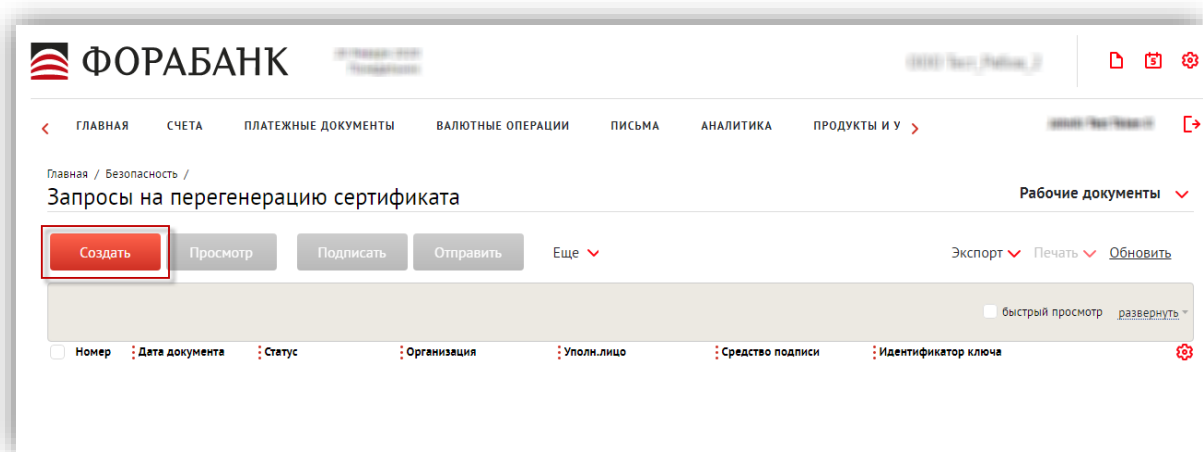 ФОРАБАНК
ГЛАВНАЯ СЧЕТА ПЛАТЕЖНЫЕ ДОКУМЕНТЫ ВАЛЮТНЫЕ ОПЕРАЦИИ ПИСЬМА АНАЛИТИКА ПРОДУКТЫ И У
Главная / Безопасность /
Запросы на перегенерацию сертификата Рабочие документы
Создать Просмотр Подписать Отправить Еще Экспорт Печать Обновить
быстрый просмотр развернуть
Номер Дата документа Статус Организация Уполн.лицо Средство подписи Идентификатор ключа